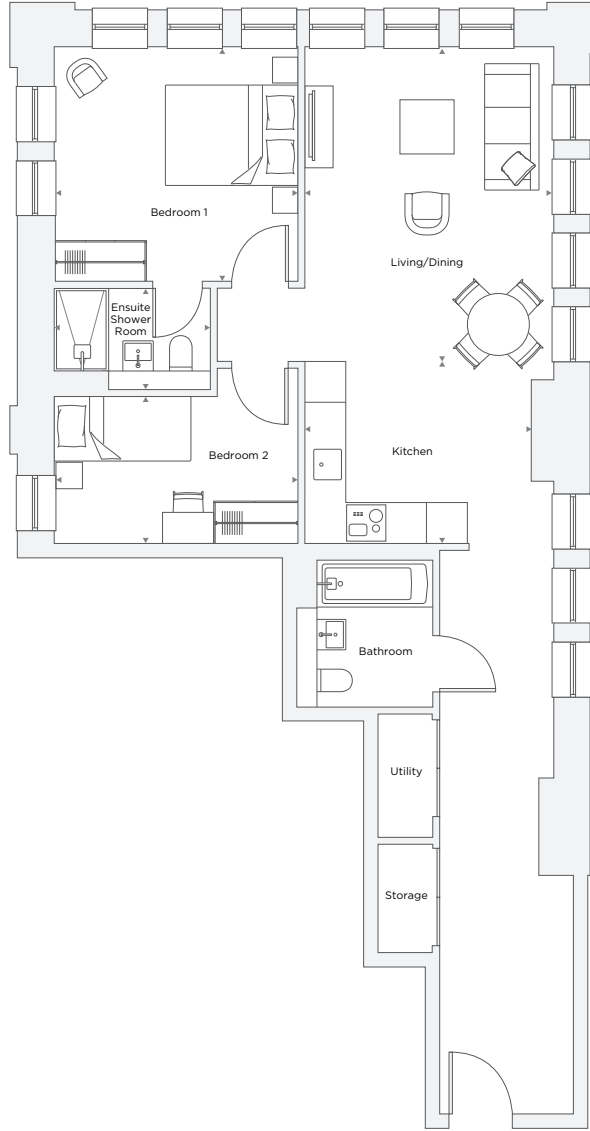 Bedroom 1
Living/Dining
Ensuite
Shower
Room
Bedroom 2
Kitchen
Bathroom
Utility
Storage